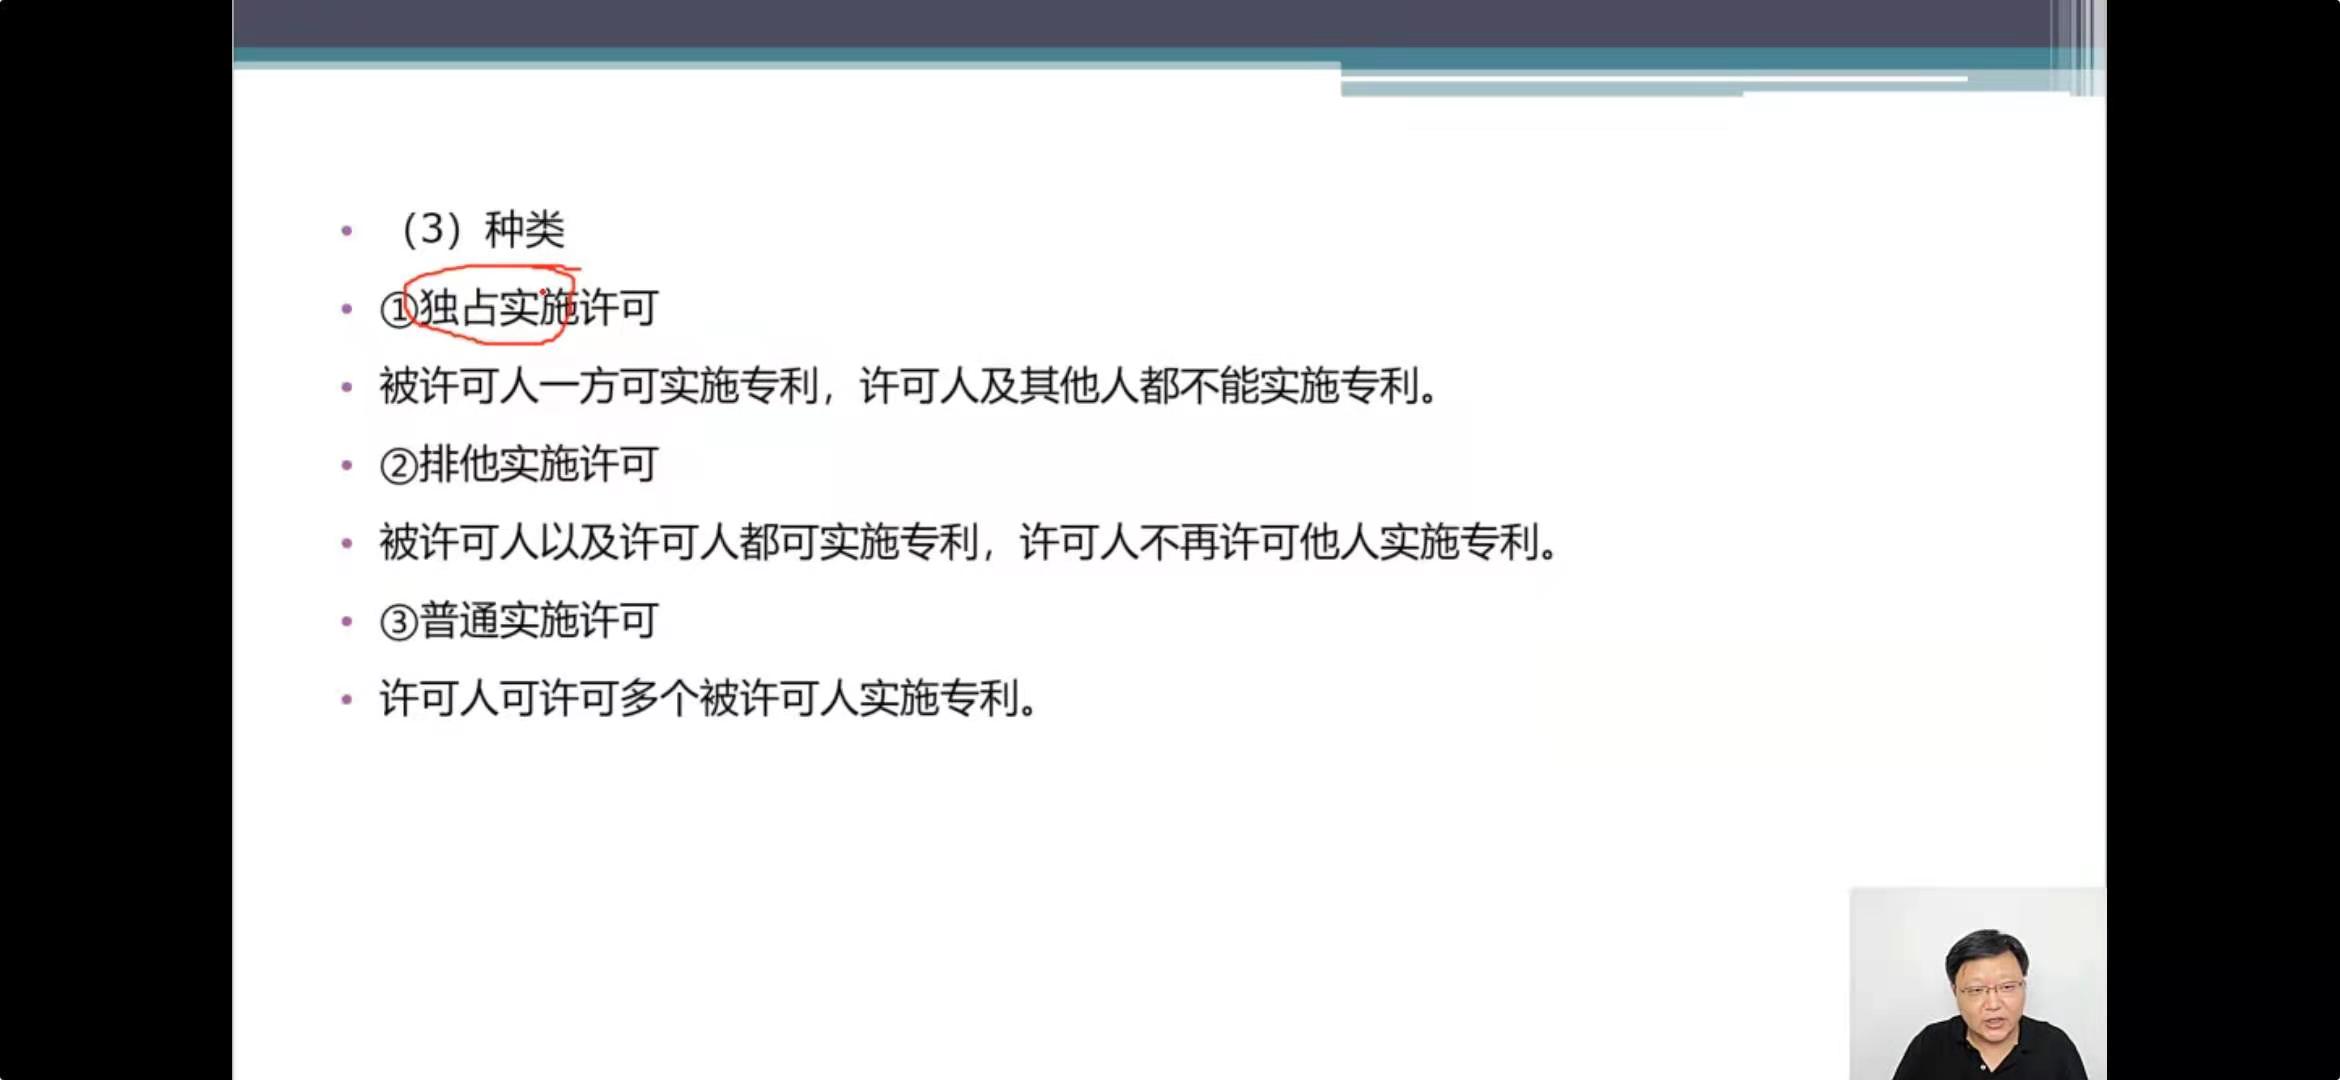 （3）种类
①独占实施许可
被许可人一方可实施专利，许可人及其他人都不能实施专利。
②排他实施许可
被许可人以及许可人都可实施专利，许可人不再许可他人实施专利。
③普通实施许可
许可人可许可多个被许可人实施专利。